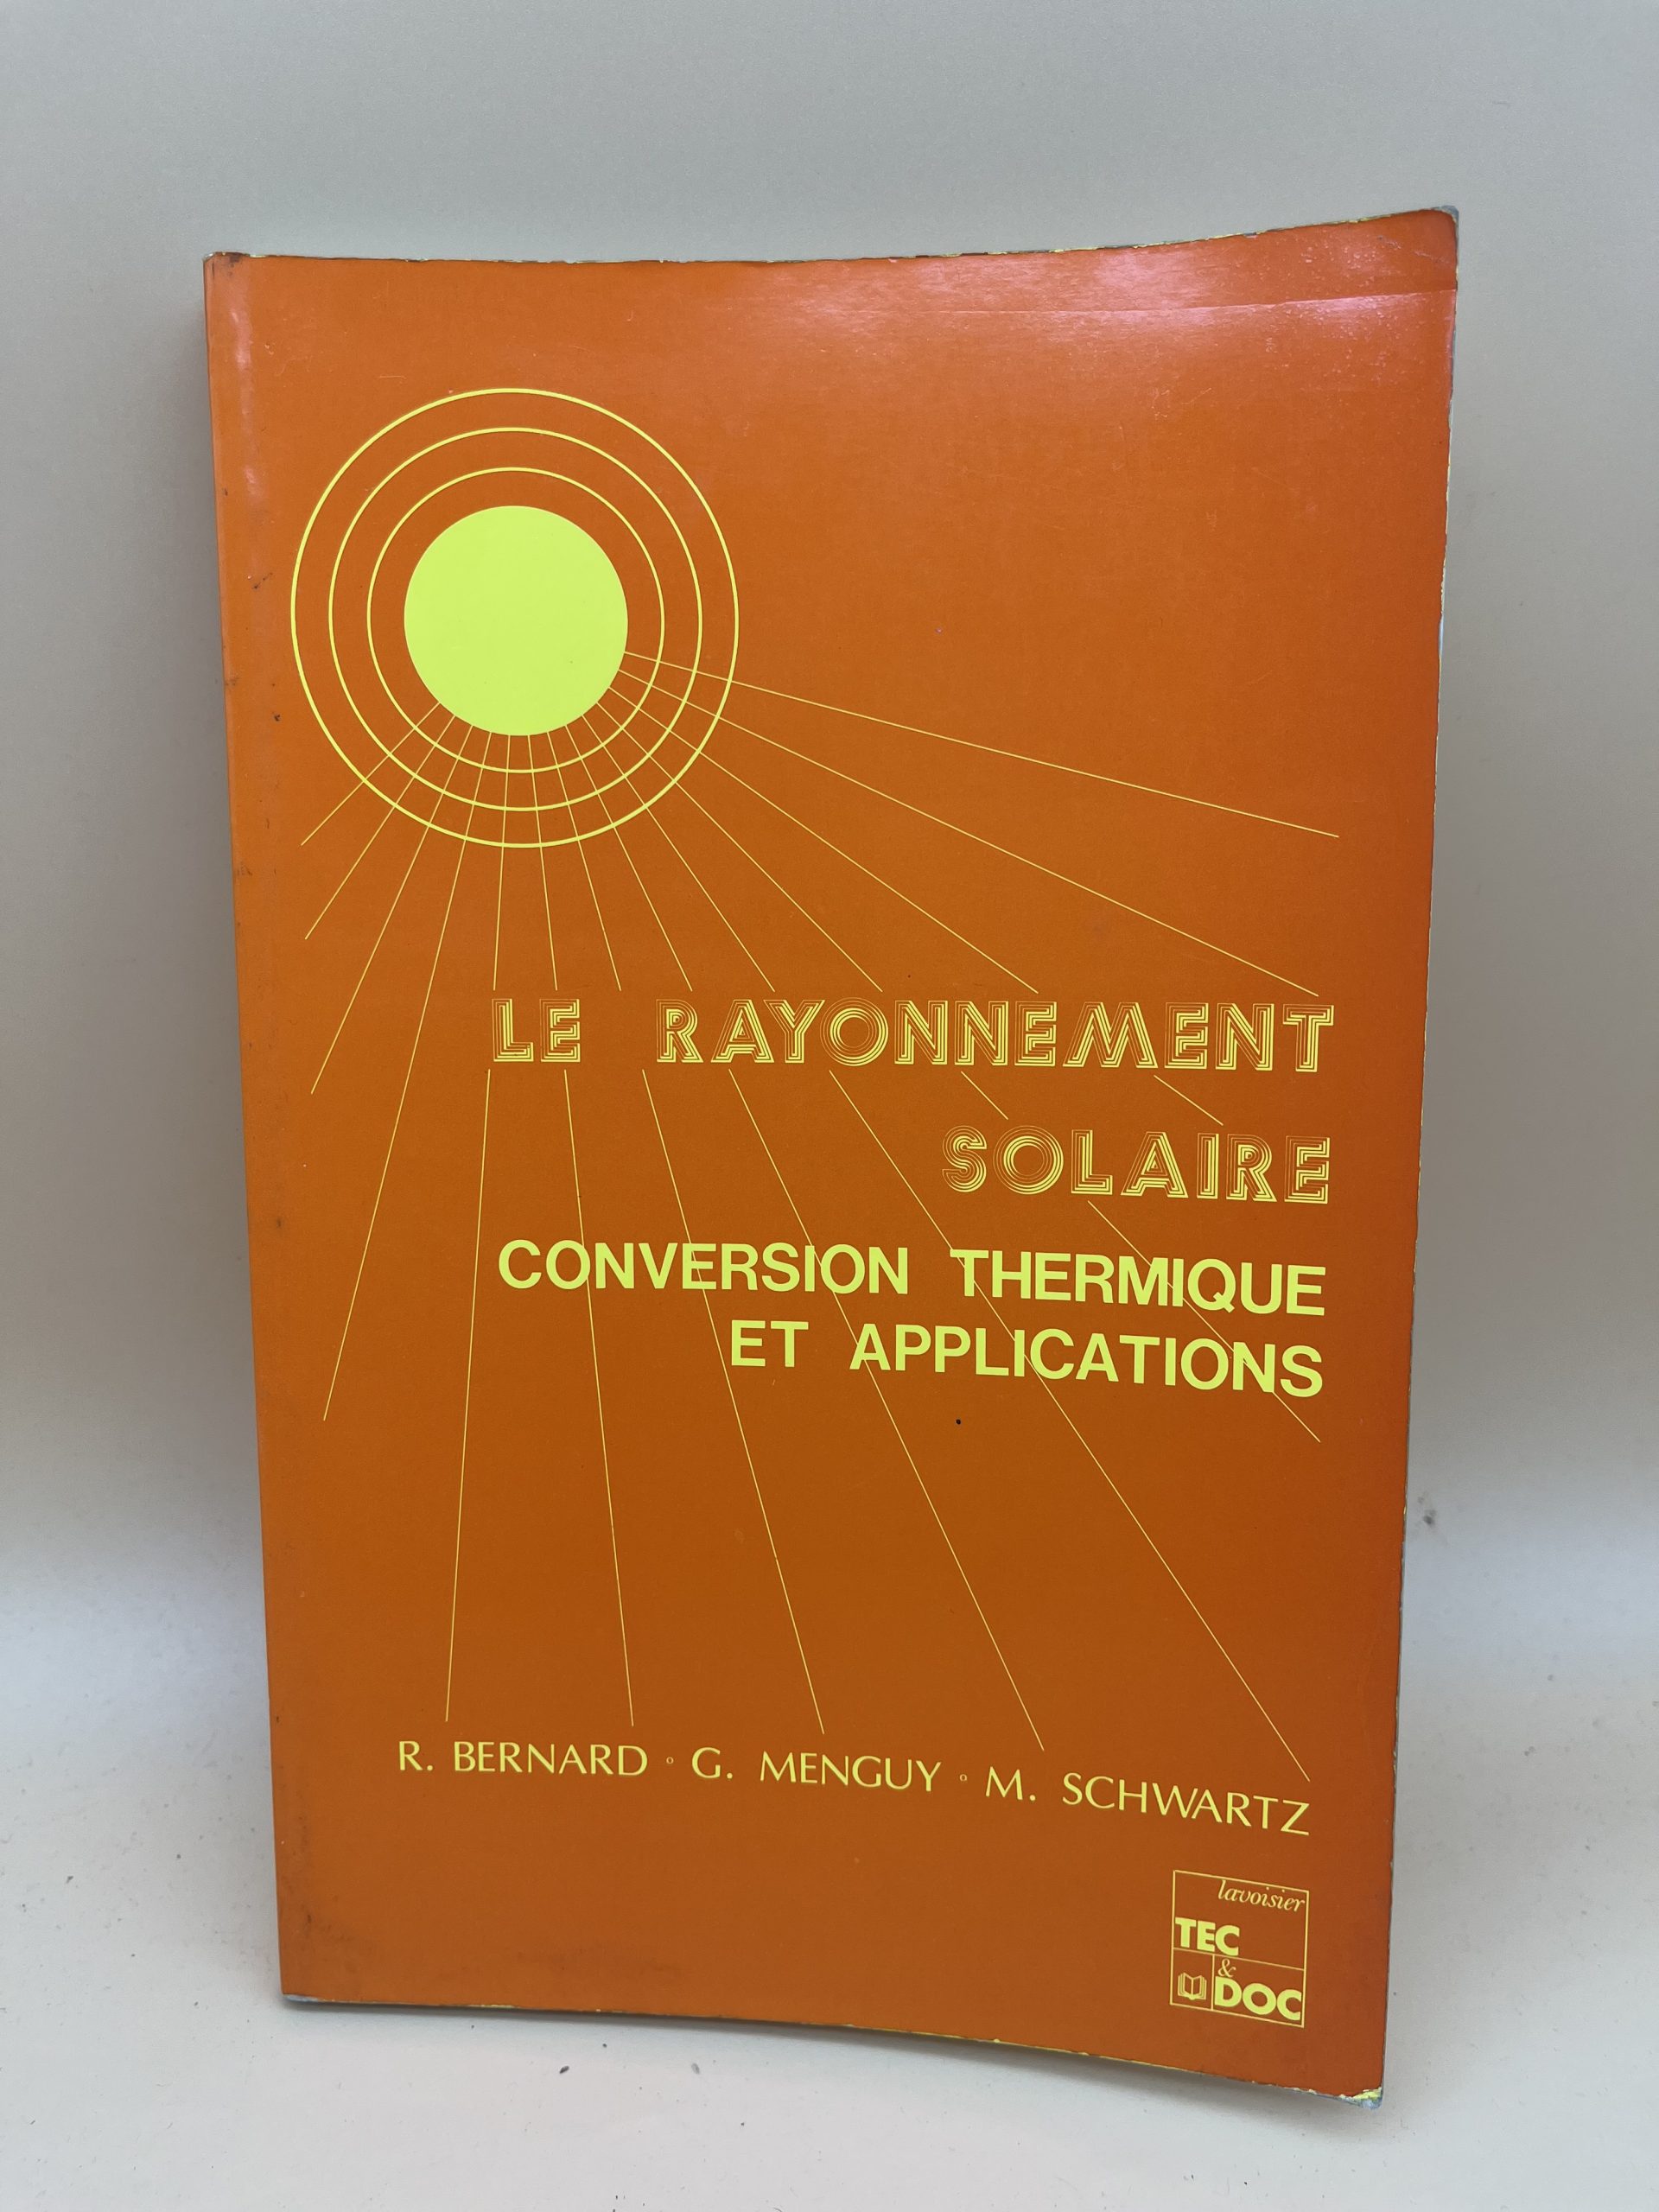 LE RAYONNEMENT
SOLAIRE
CONVERSION THERMIQUE
ET APPLICATIONS
R. BERNARD ◦ G. MENGUY ◦ M. SCHWARTZ
lavoisier
TEC
&
DOC